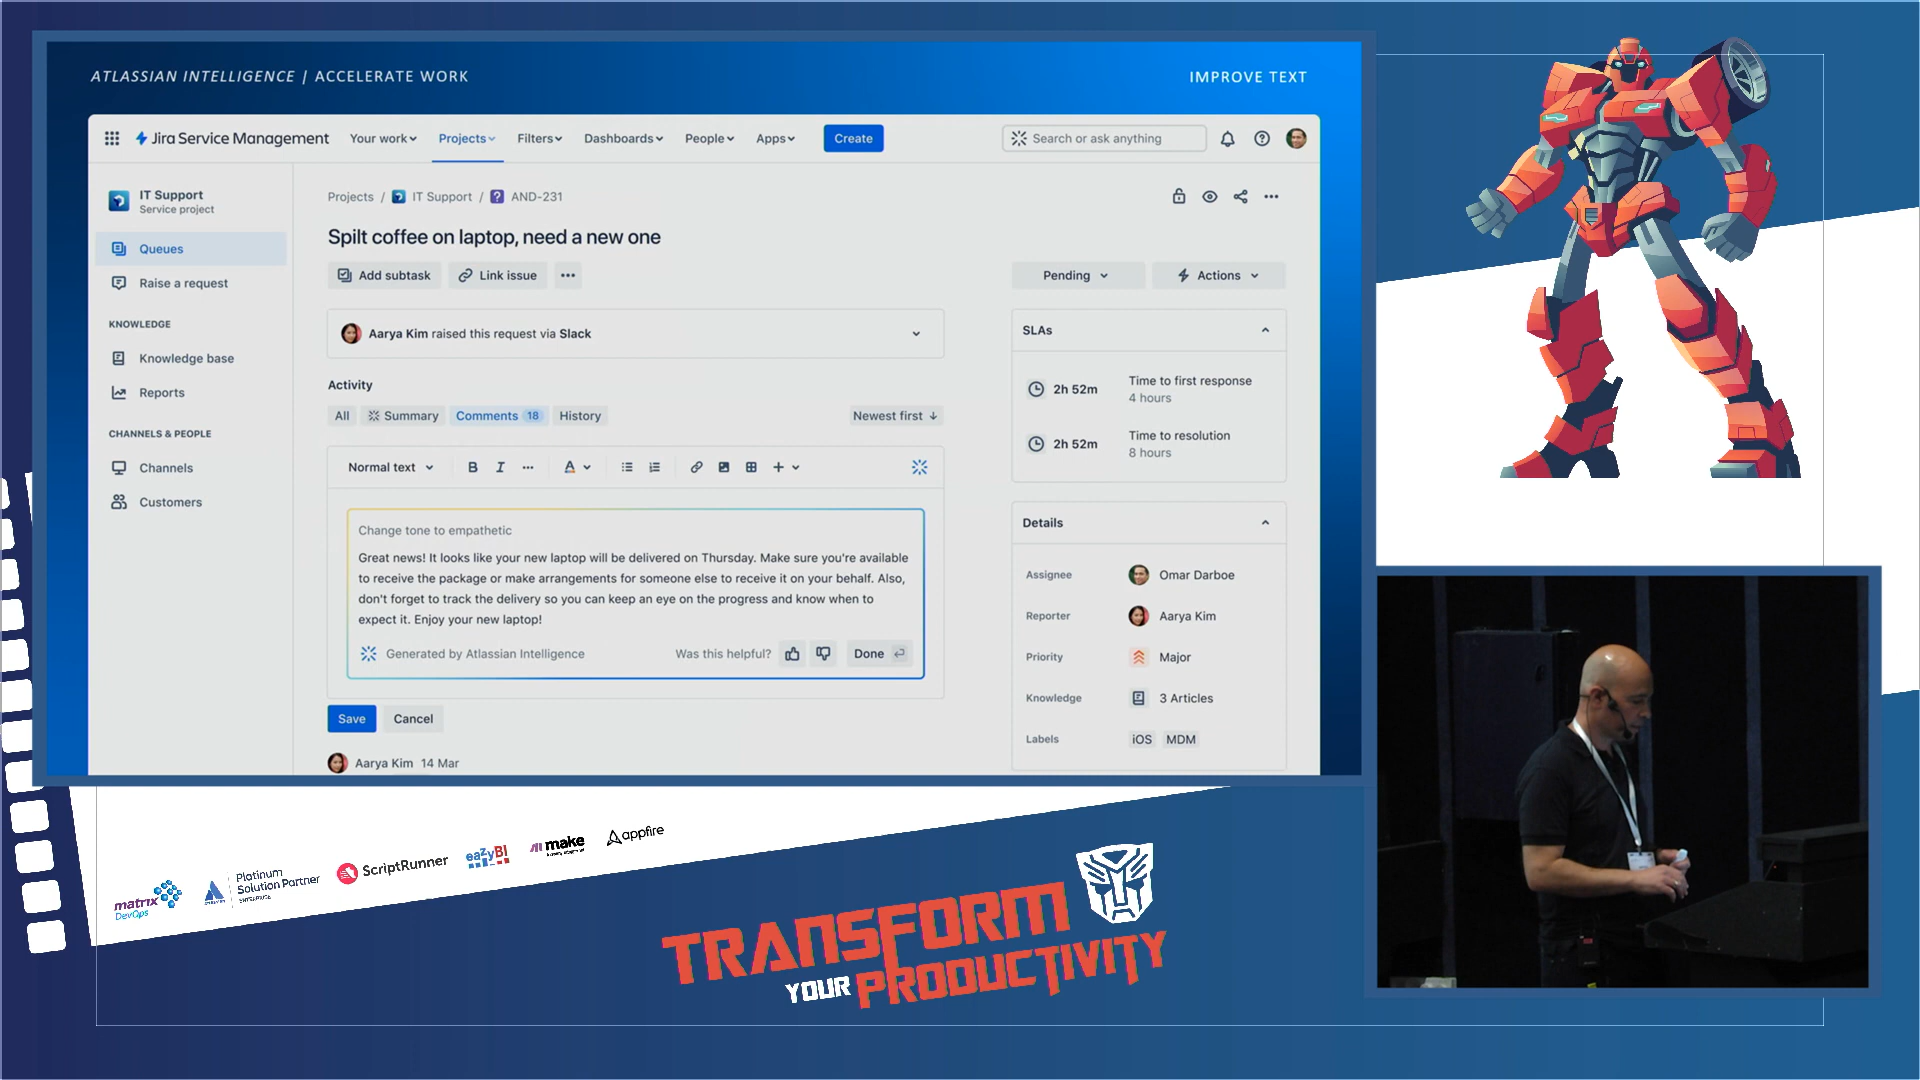 ATLASSIAN INTELLIGENCE | ACCELERATE WORK
IMPROVE TEXT
Jira Service Management
Your work
Projects
Filters
Dashboards
People
Apps
Create
Search or ask anything
IT Support
Service project
Queues
Raise a request
KNOWLEDGE
Knowledge base
Reports
CHANNELS & PEOPLE
Channels
Customers
Projects / IT Support / AND-231
Spilt coffee on laptop, need a new one
Add subtask
Link issue
Pending
Actions
Aarya Kim raised this request via Slack
Activity
All
Summary
Comments 18
History
Newest first
Normal text
B I A
Change tone to empathetic
Great news! It looks like your new laptop will be delivered on Thursday. Make sure you're available
to receive the package or make arrangements for someone else to receive it on your behalf. Also,
don't forget to track the delivery so you can keep an eye on the progress and know when to
expect it. Enjoy your new laptop!
Generated by Atlassian Intelligence
Was this helpful?
Done
Save
Cancel
Aarya Kim 14 Mar
SLAs
2h 52m
Time to first response
4 hours
2h 52m
Time to resolution
8 hours
Details
Assignee
Omar Darboe
Reporter
Aarya Kim
Priority
Major
Knowledge
3 Articles
Labels
iOS MDM
matrix
DevOps
Platinum
Solution Partner
ENTERPRISE
ScriptRunner
eaZyBI
make
appfire
TRANSFORM
YOUR PRODUCTIVITY